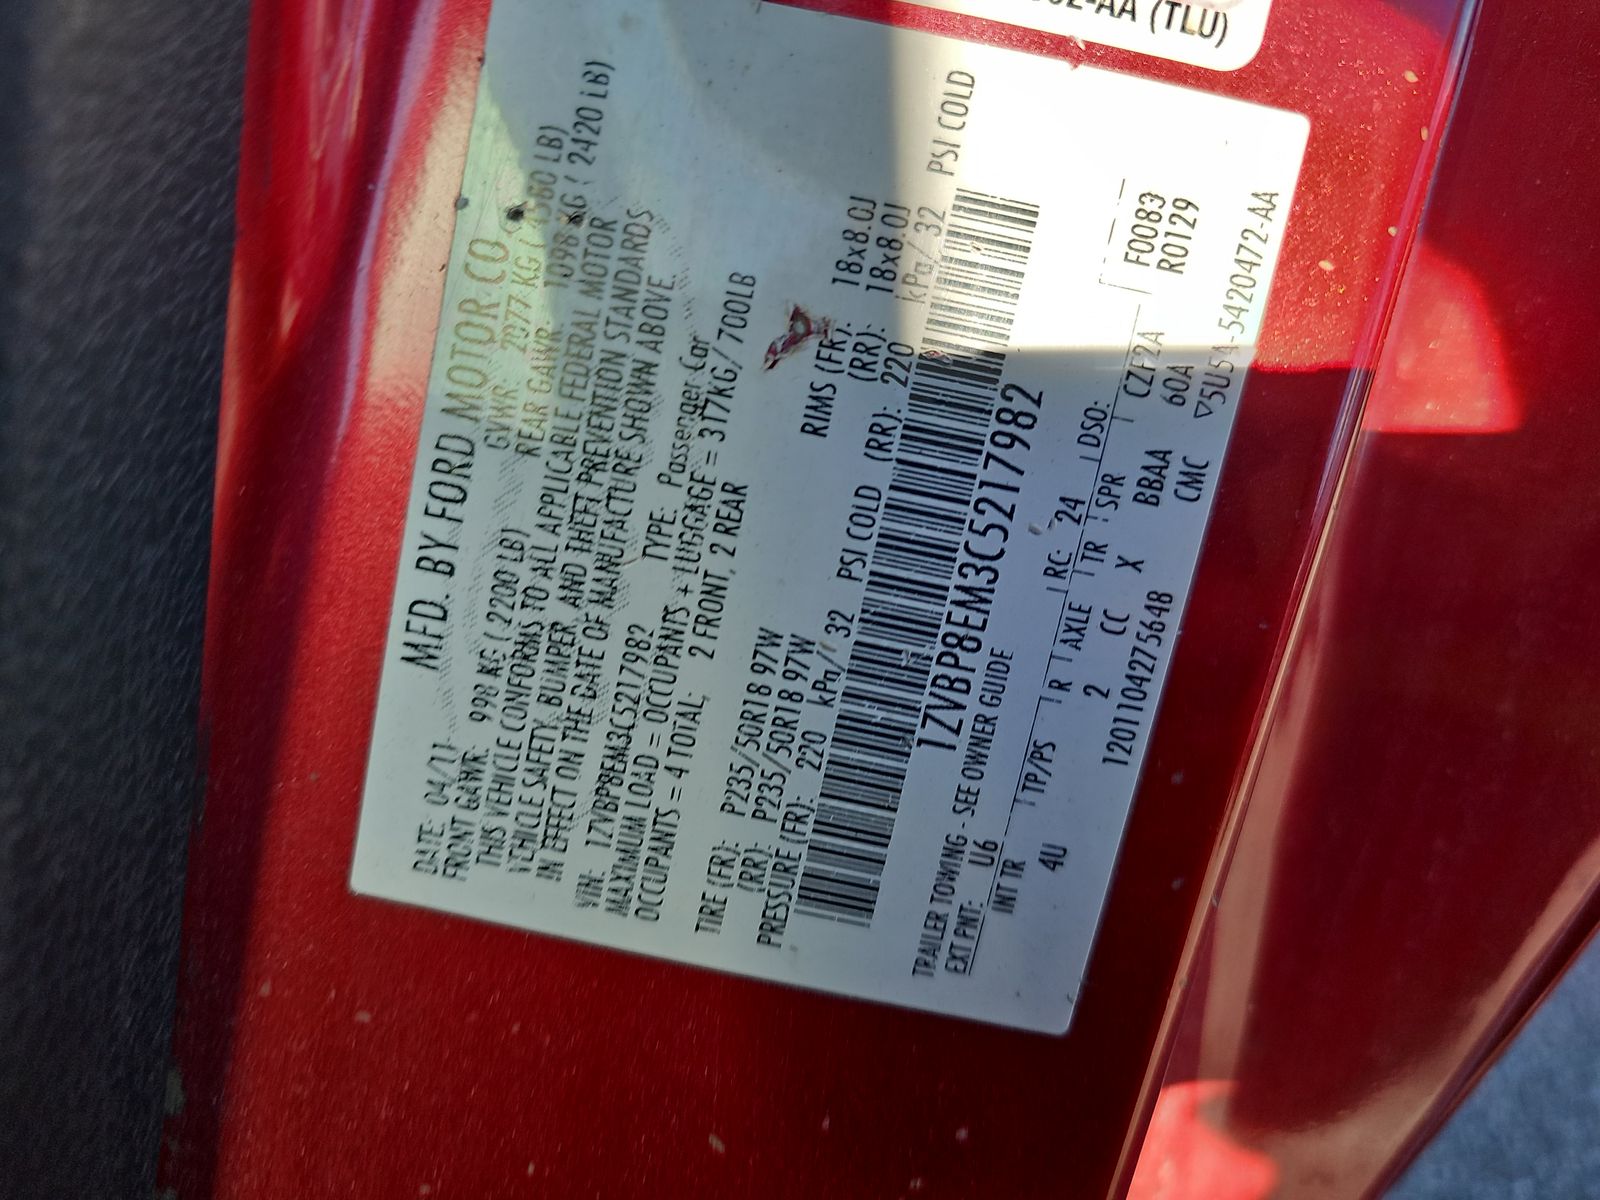 2-AA (TLU)
MFD. BY FORD MOTOR CO
DATE: 04/11 GVWR: 2077 KG ( 4580 LB)
FRONT GAWR: 998 KG ( 2200 LB) REAR GAWR: 1098 KG ( 2420 LB)
THIS VEHICLE CONFORMS TO ALL APPLICABLE FEDERAL MOTOR
VEHICLE SAFETY, BUMPER, AND THEFT PREVENTION STANDARDS
IN EFFECT ON THE DATE OF MANUFACTURE SHOWN ABOVE.
VIN: 1ZVBP8EM3C5217982 TYPE: Passenger Car
MAXIMUM LOAD = OCCUPANTS + LUGGAGE = 317KG/700LB
OCCUPANTS = 4 TOTAL; 2 FRONT, 2 REAR
TIRE (FR): P235/50R18 97W RIMS (FR): 18x8.0J
(RR): P235/50R18 97W (RR): 18x8.0J
PRESSURE (FR): 220 kPa/ 32 PSI COLD (RR): 220 kPa/ 32 PSI COLD
1ZVBP8EM3C5217982
TRAILER TOWING - SEE OWNER GUIDE
EXT PNT: U6 RC: 24 DSO:
INT TR TP/PS R AXLE TR SPR F0083
4U 2 CC X CZF2A R0129
BBAA 60A
1201104275648 CMC ▽5U5A-5420472-AA